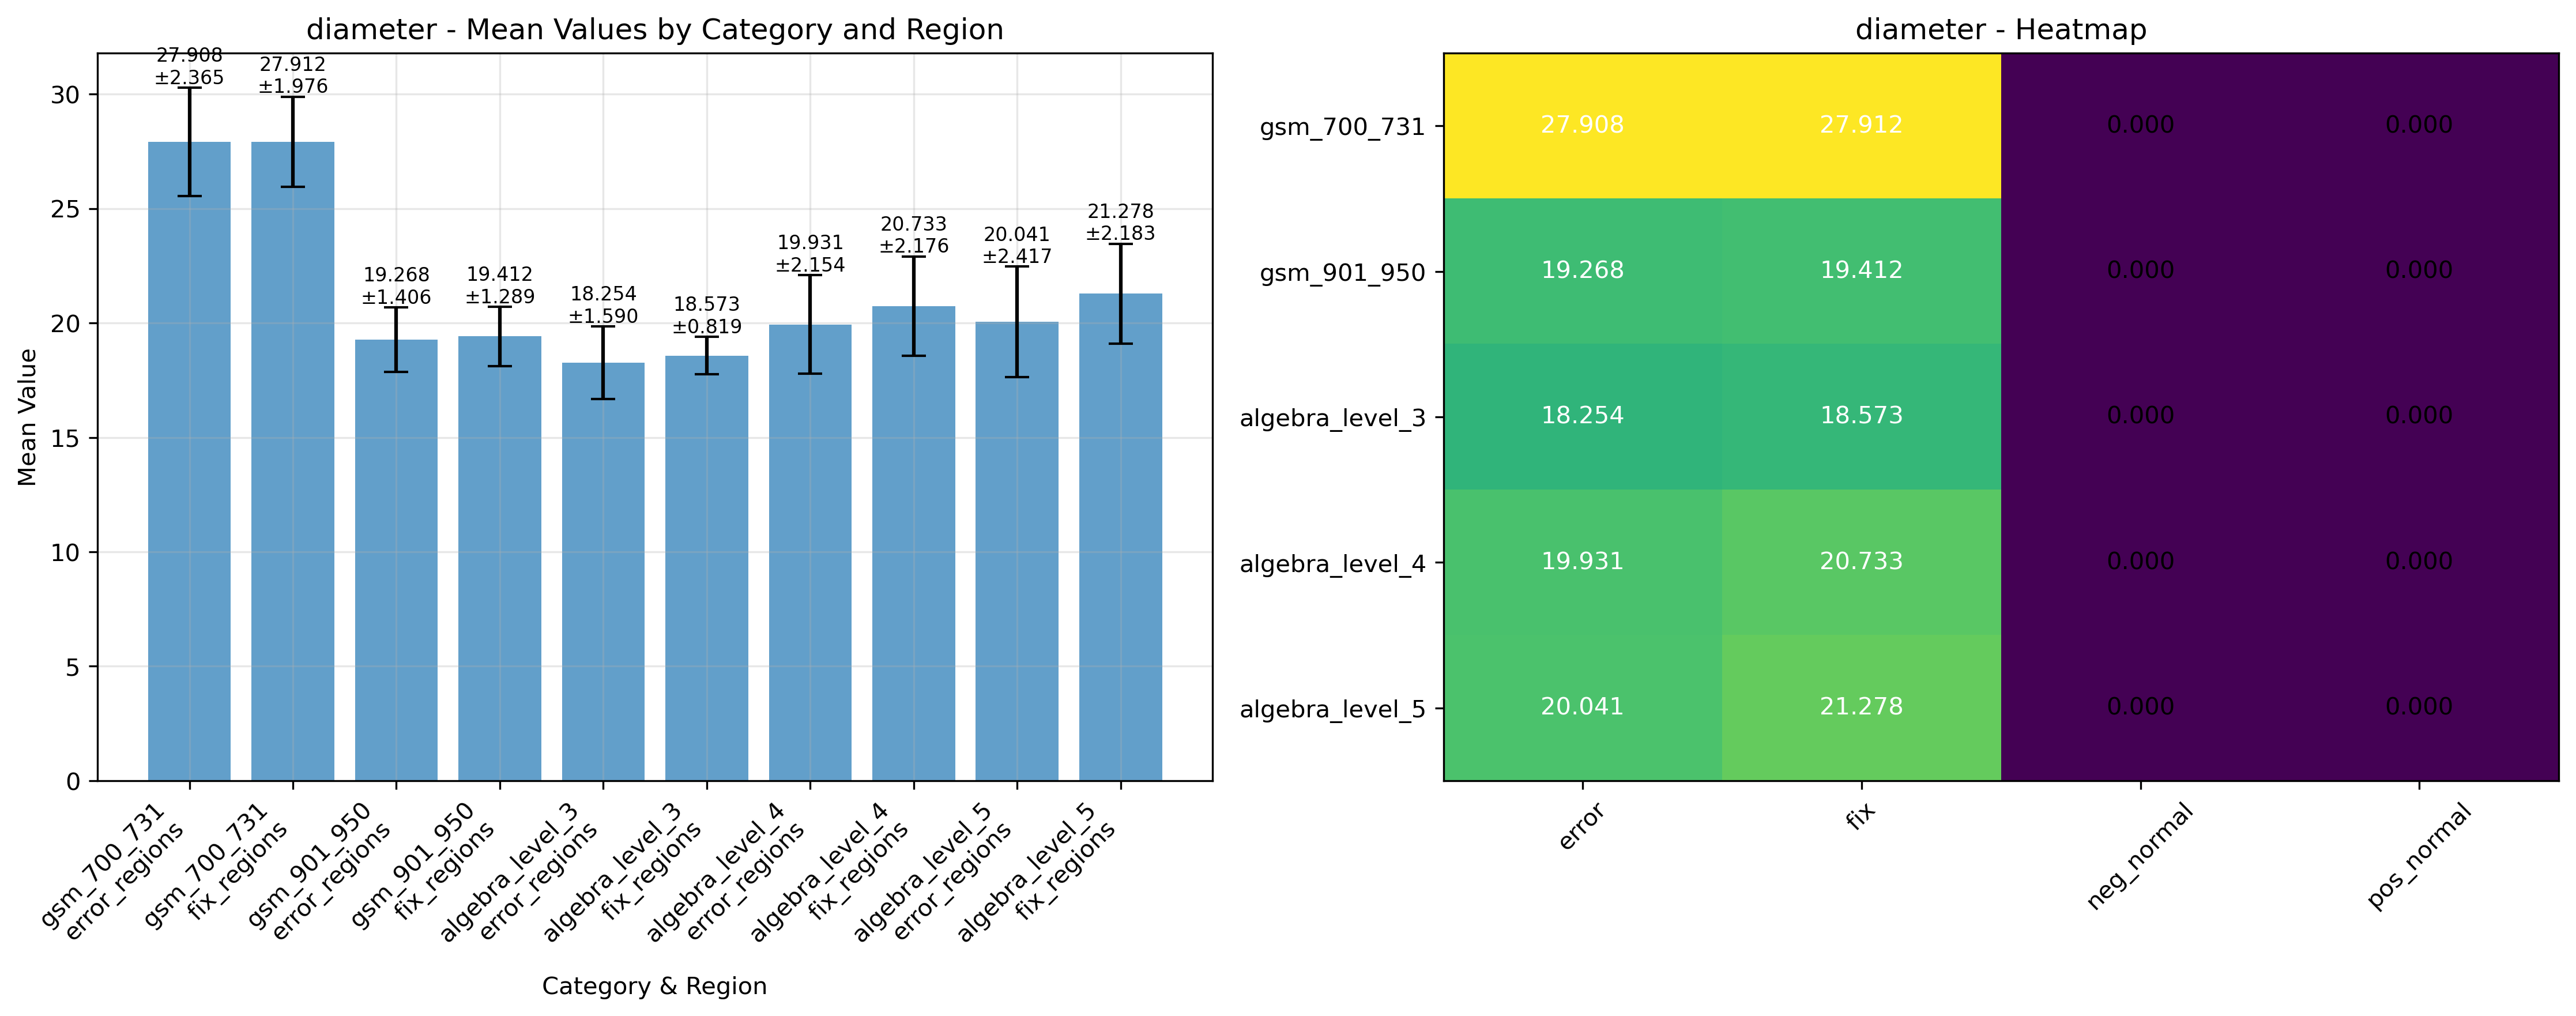 diameter - Mean Values by Category and Region
27.908
±2.365
27.912
±1.976
19.268
±1.406
19.412
±1.289
18.254
±1.590
18.573
±0.819
19.931
±2.154
20.733
±2.176
20.041
±2.417
21.278
±2.183
30
25
20
15
10
5
0
Mean Value
gsm_700_731
error_regions
gsm_700_731
fix_regions
gsm_901_950
error_regions
gsm_901_950
fix_regions
algebra_level_3
error_regions
algebra_level_3
fix_regions
algebra_level_4
error_regions
algebra_level_4
fix_regions
algebra_level_5
error_regions
algebra_level_5
fix_regions
Category & Region
diameter - Heatmap
gsm_700_731 27.908 27.912 0.000 0.000
gsm_901_950 19.268 19.412 0.000 0.000
algebra_level_3 18.254 18.573 0.000 0.000
algebra_level_4 19.931 20.733 0.000 0.000
algebra_level_5 20.041 21.278 0.000 0.000
error
fix
neg_normal
pos_normal